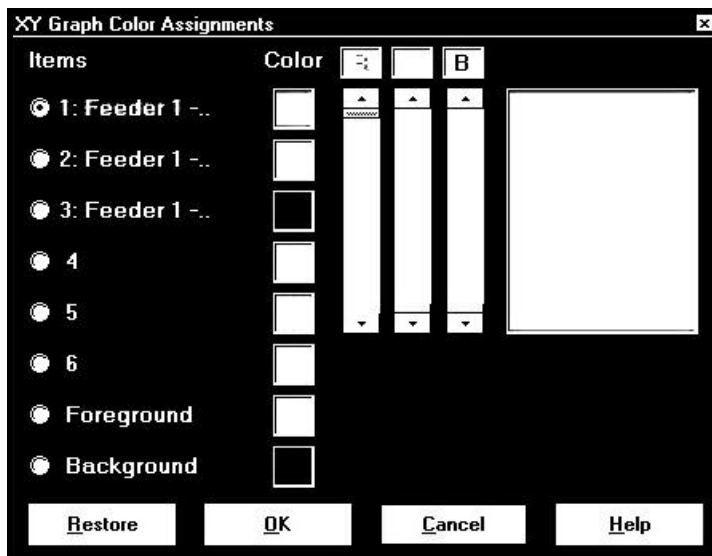 XY Graph Color Assignments
Items Color B
1: Feeder 1 -..
2: Feeder 1 -..
3: Feeder 1 -..
4
5
6
Foreground
Background
Restore OK Cancel Help